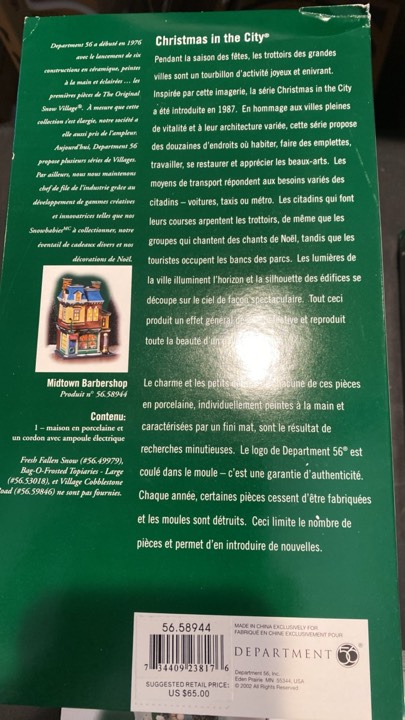 Department 56 a débuté en 1976
avec le lancement de six
constructions en céramique, peintes
à la main et éclairées ... les
premières pièces de The Original
Snow Village®. À mesure que cette
collection s'est élargie, notre société a
elle aussi pris de l'ampleur.
Aujourd'hui, Department 56
propose plusieurs séries de Villages.
Par ailleurs, nous nous maintenons
chef de file de l'industrie grâce au
développement de gammes créatives
et innovatrices telles que nos
Snowbabies MC à collectionner, notre
éventail de cadeaux divers et nos
décorations de Noël.
Midtown Barbershop
Produit n° 56.58944
Contenu:
1 – maison en porcelaine et
un cordon avec ampoule électrique
Fresh Fallen Snow (#56.49979),
Bag-O-Frosted Topiaries - Large
(#56.53018), et Village Cobblestone
Road (#56.59846) ne sont pas fournies.
Christmas in the City®
Pendant la saison des fêtes, les trottoirs des grandes
villes sont un tourbillon d'activité joyeux et enivrant.
Inspirée par cette imagerie, la série Christmas in the City
a été introduite en 1987. En hommage aux villes pleines
de vitalité et à leur architecture variée, cette série propose
des douzaines d'endroits où habiter, faire des emplettes,
travailler, se restaurer et apprécier les beaux-arts. Les
moyens de transport répondent aux besoins variés des
citadins – voitures, taxis ou métro. Les citadins qui font
leurs courses arpentent les trottoirs, de même que les
groupes qui chantent des chants de Noël, tandis que les
touristes occupent les bancs des parcs. Les lumières de
la ville illuminent l'horizon et la silhouette des édifices se
découpe sur le ciel de façon spectaculaire. Tout ceci
produit un effet général et reproduit
toute la beauté d'un
Le charme et les petits de ces pièces
en porcelaine, individuellement peintes à la main et
caractérisées par un fini mat, sont le résultat de
recherches minutieuses. Le logo de Department 56® est
coulé dans le moule – c'est une garantie d'authenticité.
Chaque année, certaines pièces cessent d'être fabriquées
et les moules sont détruits. Ceci limite le nombre de
pièces et permet d'en introduire de nouvelles.
56.58944
7 34409 23817 6
SUGGESTED RETAIL PRICE:
US $65.00
MADE IN CHINA EXCLUSIVELY FOR
FABRIQUÉ EN CHINE EXCLUSIVEMENT POUR
DEPARTMENT 56
Department 56, Inc.
Eden Prairie MN 55344, USA
© 2002 All Rights Reserved.